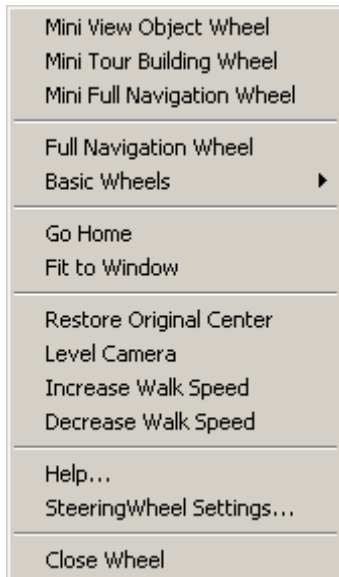 Mini View Object Wheel
Mini Tour Building Wheel
Mini Full Navigation Wheel
Full Navigation Wheel
Basic Wheels
Go Home
Fit to Window
Restore Original Center
Level Camera
Increase Walk Speed
Decrease Walk Speed
Help...
SteeringWheel Settings...
Close Wheel